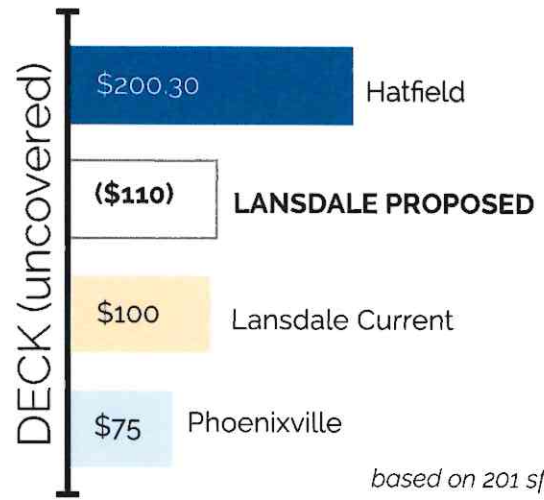 DECK (uncovered)
$200.30 Hatfield
($110) LANSDALE PROPOSED
$100 Lansdale Current
$75 Phoenixville
based on 201 sf